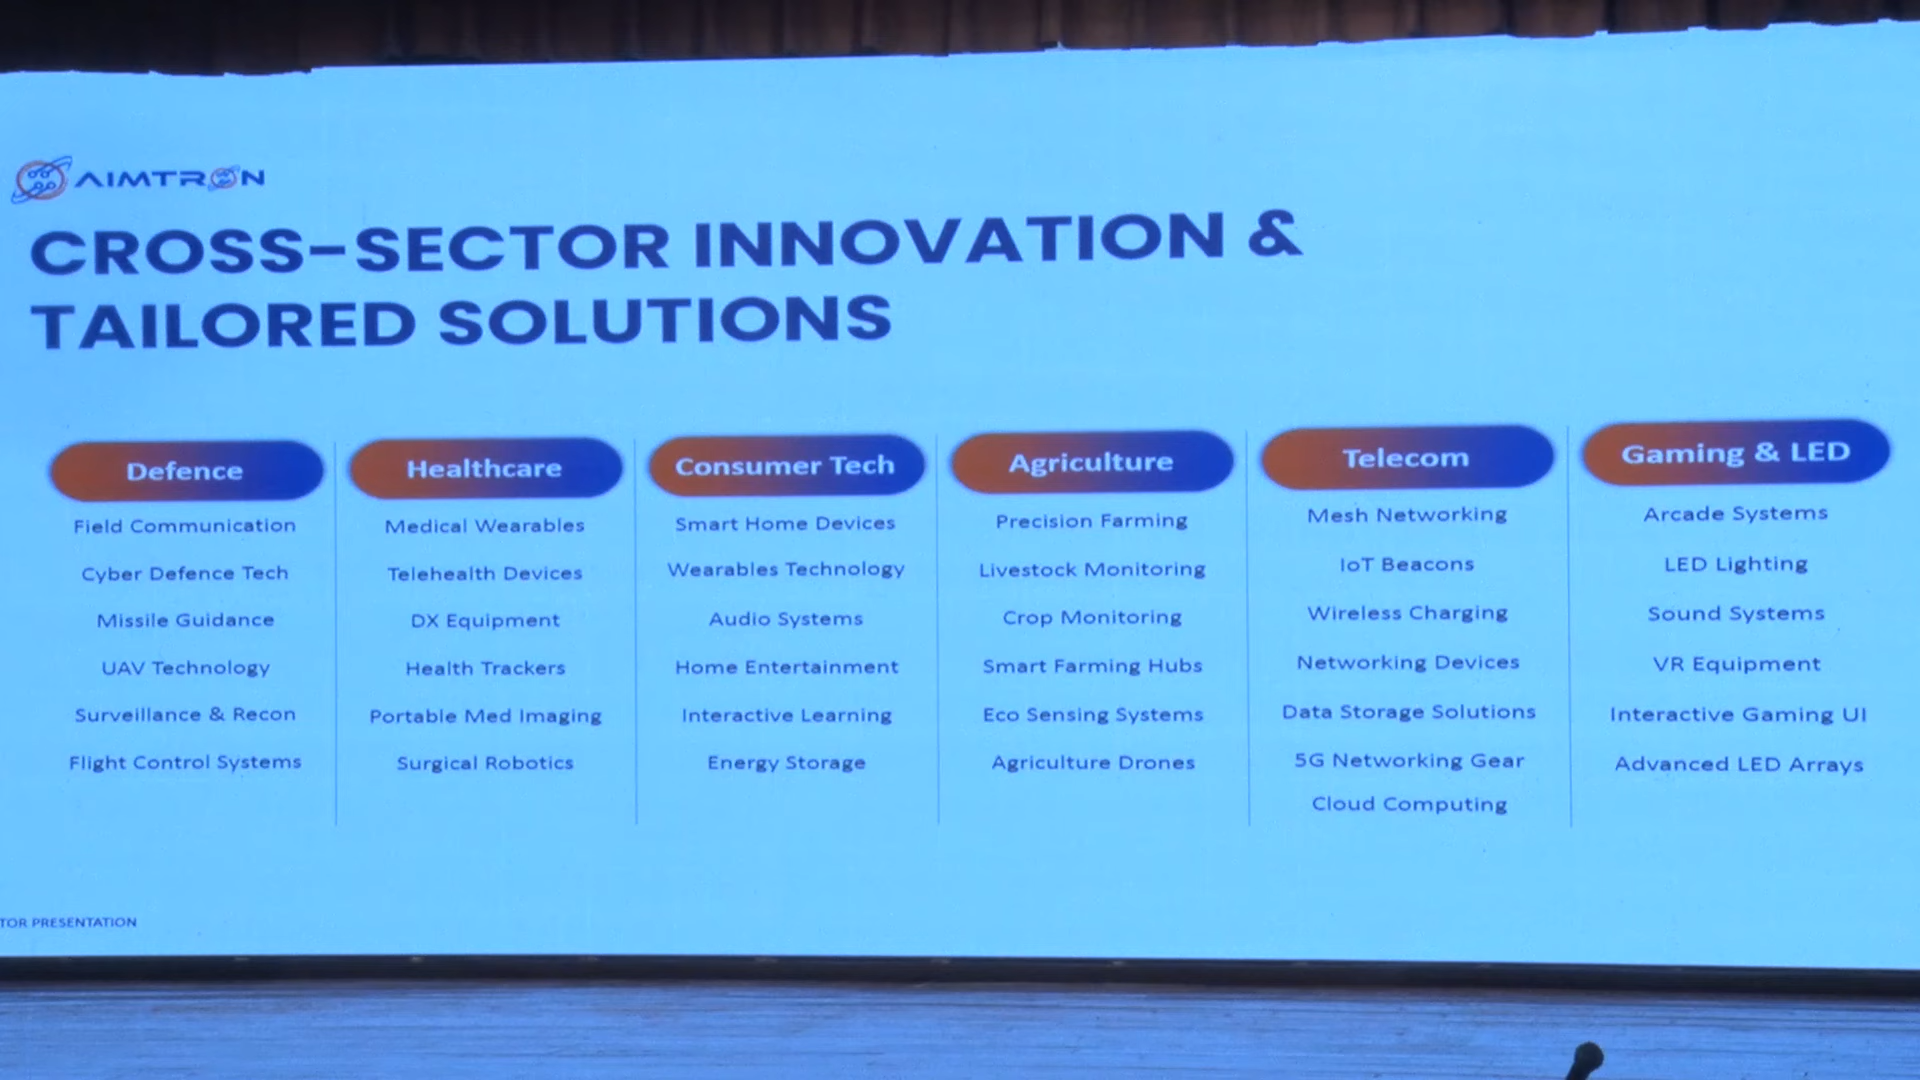 AIMTRON
CROSS-SECTOR INNOVATION &
TAILORED SOLUTIONS
Defence
Field Communication
Cyber Defence Tech
Missile Guidance
UAV Technology
Surveillance & Recon
Flight Control Systems
Healthcare
Medical Wearables
Telehealth Devices
DX Equipment
Health Trackers
Portable Med Imaging
Surgical Robotics
Consumer Tech
Smart Home Devices
Wearables Technology
Audio Systems
Home Entertainment
Interactive Learning
Energy Storage
Agriculture
Precision Farming
Livestock Monitoring
Crop Monitoring
Smart Farming Hubs
Eco Sensing Systems
Agriculture Drones
Telecom
Mesh Networking
IoT Beacons
Wireless Charging
Networking Devices
Data Storage Solutions
5G Networking Gear
Cloud Computing
Gaming & LED
Arcade Systems
LED Lighting
Sound Systems
VR Equipment
Interactive Gaming UI
Advanced LED Arrays
TOR PRESENTATION